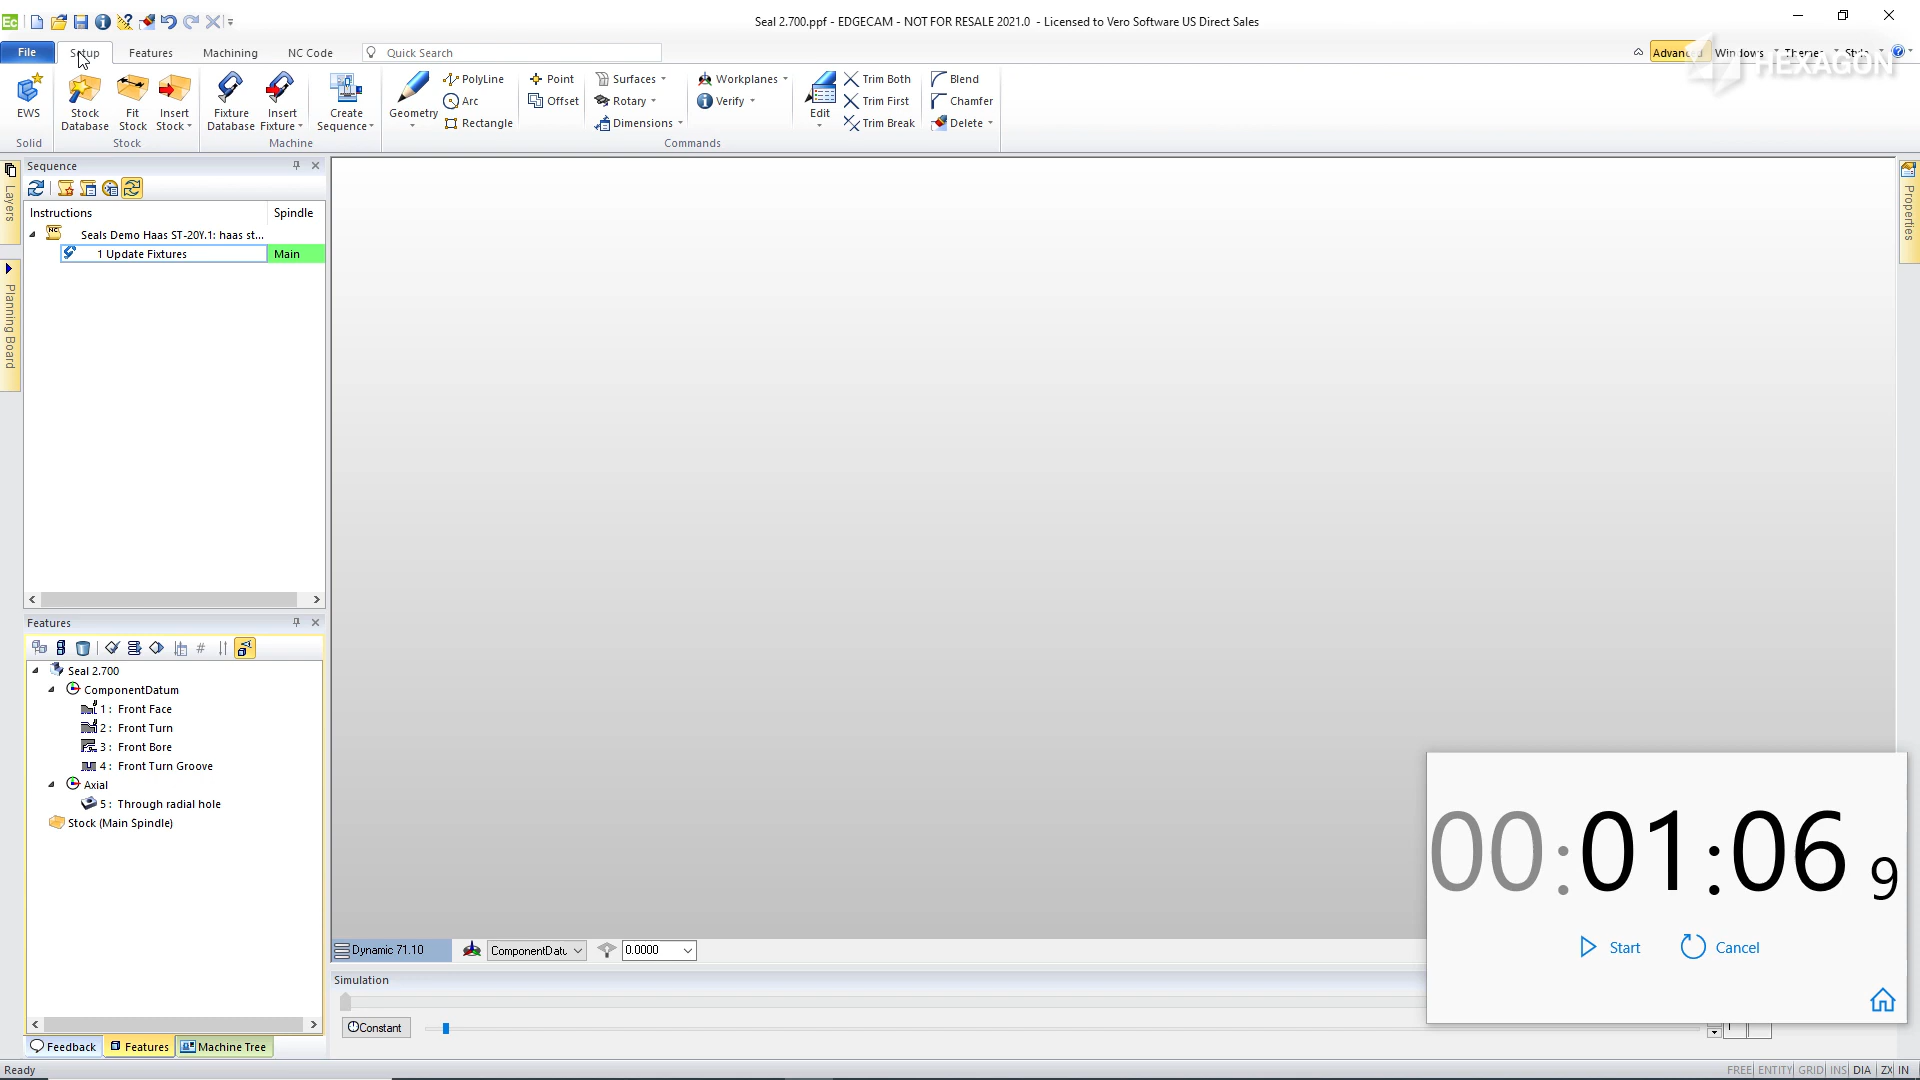 Seal 2.700.ppf - EDGECAM - NOT FOR RESALE 2021.0 - Licensed to Vero Software US Direct Sales
File Setup Features Machining NC Code Quick Search Advanced Windows Themes Style
HEXAGON
EWS
Solid
Stock Database
Fit Stock
Insert Stock
Stock
Fixture Database
Insert Fixture
Create Sequence
Machine
Geometry
PolyLine
Arc
Rectangle
Point
Offset
Surfaces
Rotary
Dimensions
Workplanes
Verify
Edit
Trim Both
Trim First
Trim Break
Blend
Chamfer
Delete
Commands
Layers
Planning Board
Properties
Sequence
Instructions Spindle
Seals Demo Haas ST-20Y.1: haas st...
1 Update Fixtures Main
Features
Seal 2.700
ComponentDatum
1 : Front Face
2 : Front Turn
3 : Front Bore
4 : Front Turn Groove
Axial
5 : Through radial hole
Stock (Main Spindle)
Feedback Features Machine Tree
Dynamic 71.10 ComponentDatu 0.0000
Simulation
Constant
00:01:06 9
Start Cancel
Ready
FREE ENTITY GRID INS DIA ZX IN